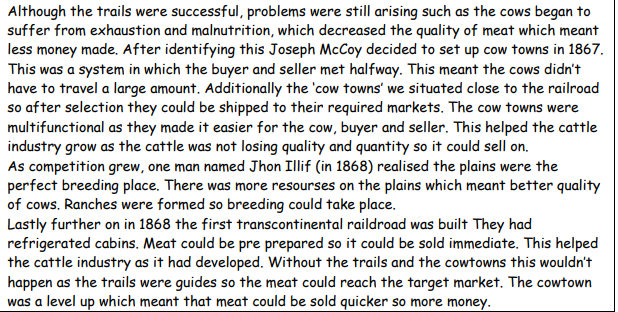 Although the trails were successful, problems were still arising such as the cows began to
suffer from exhaustion and malnutrition, which decreased the quality of meat which meant
less money made. After identifying this Joseph McCoy decided to set up cow towns in 1867.
This was a system in which the buyer and seller met halfway. This meant the cows didn't
have to travel a large amount. Additionally the 'cow towns' we situated close to the railroad
so after selection they could be shipped to their required markets. The cow towns were
multifunctional as they made it easier for the cow, buyer and seller. This helped the cattle
industry grow as the cattle was not losing quality and quantity so it could sell on.
As competition grew, one man named Jhon Illif (in 1868) realised the plains were the
perfect breeding place. There was more resourses on the plains which meant better quality
of cows. Ranches were formed so breeding could take place.
Lastly further on in 1868 the first transcontinental raildroad was built They had
refrigerated cabins. Meat could be pre prepared so it could be sold immediate. This helped
the cattle industry as it had developed. Without the trails and the cowtowns this wouldn't
happen as the trails were guides so the meat could reach the target market. The cowtown
was a level up which meant that meat could be sold quicker so more money.